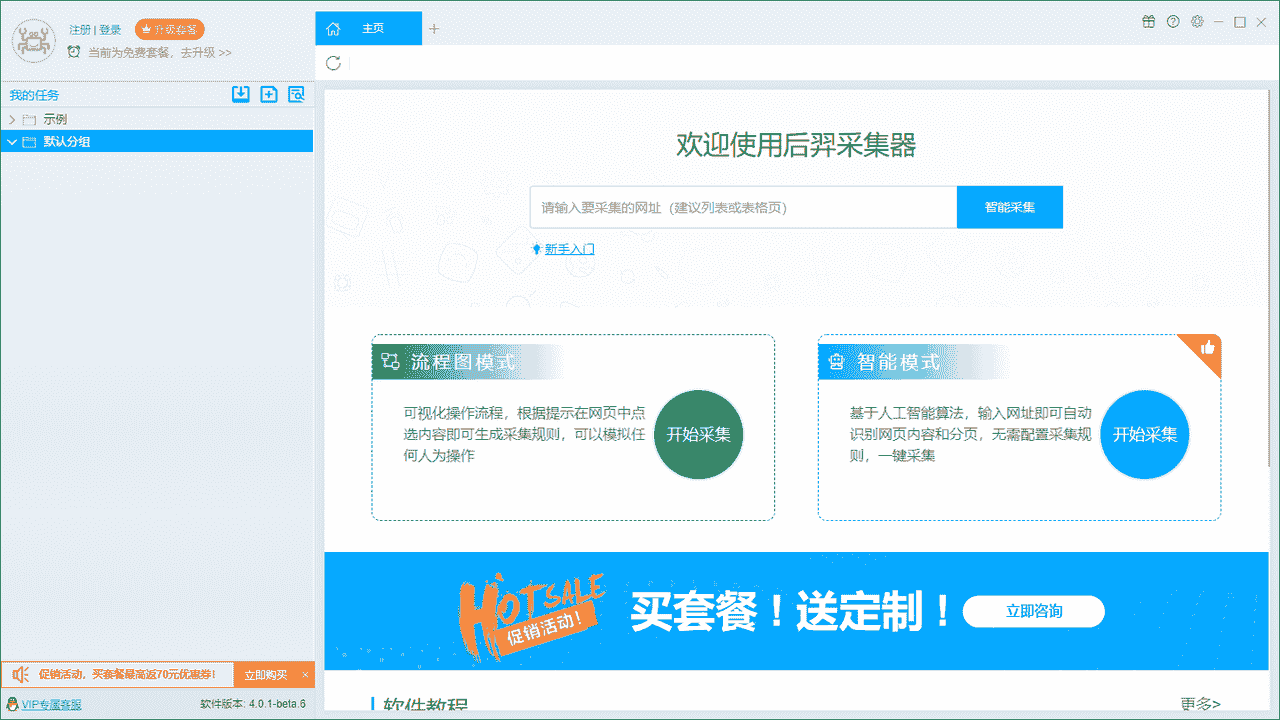 注册 | 登录
升级套餐
当前为免费套餐，去升级 >>
主页
我的任务
示例
默认分组
欢迎使用后羿采集器
请输入要采集的网址（建议列表或表格页）
智能采集
新手入门
流程图模式
可视化操作流程，根据提示在网页中点
选内容即可生成采集规则，可以模拟任
何人为操作
开始采集
智能模式
基于人工智能算法，输入网址即可自动
识别网页内容和分页，无需配置采集规
则，一键采集
开始采集
HOT SALE
促销活动！
买套餐！送定制！
立即咨询
促销活动，买套餐最高返70元优惠券！
立即购买
VIP专属客服
软件版本: 4.0.1-beta.6
软件教程
更多>